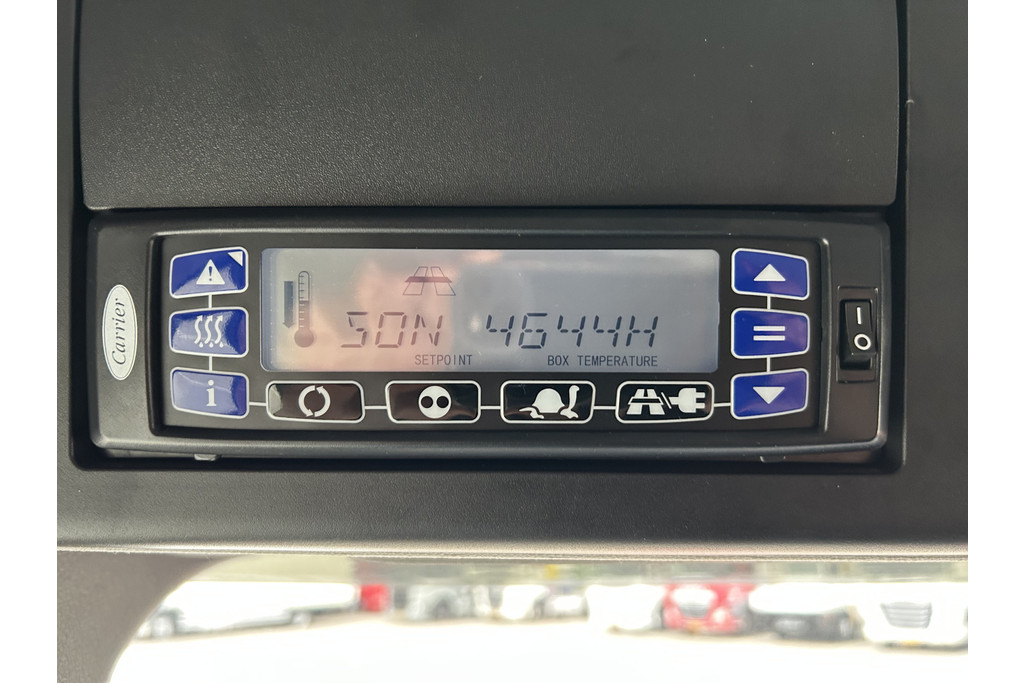 Carrier
SON 4644H
SETPOINT BOX TEMPERATURE
i
I
O